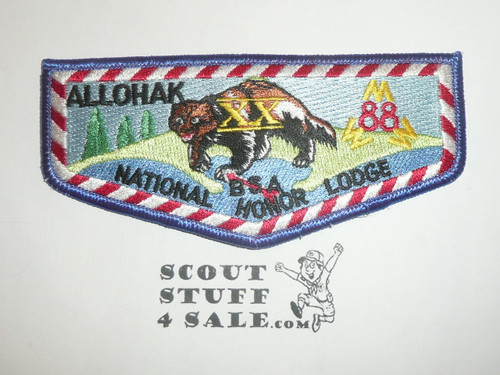 ALLOHAK
XX
88
B.S.A
NATIONAL HONOR LODGE
SCOUT
STUFF
4 SALE.COM